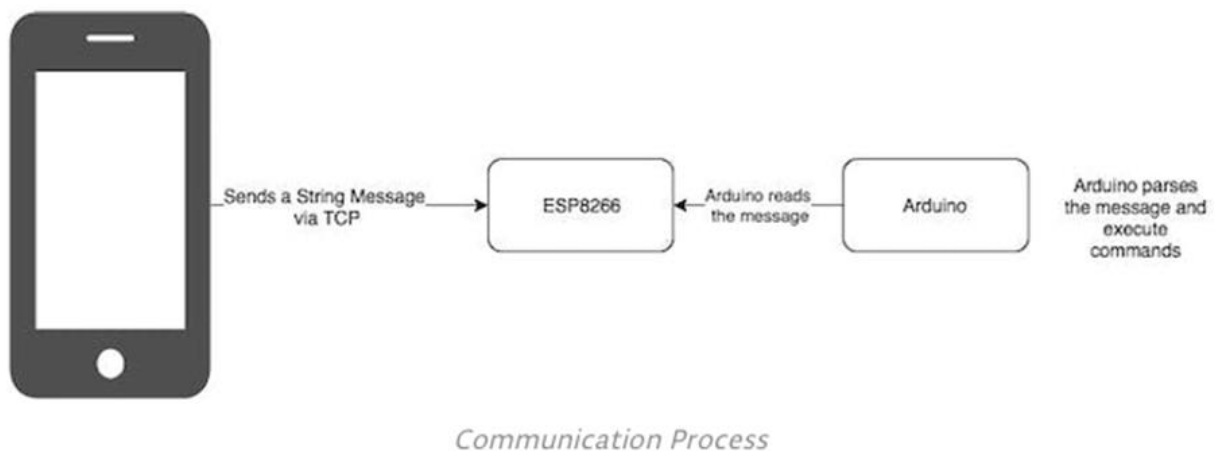 Sends a String Message
via TCP
ESP8266
Arduino reads
the message
Arduino
Arduino parses
the message and
execute
commands
Communication Process